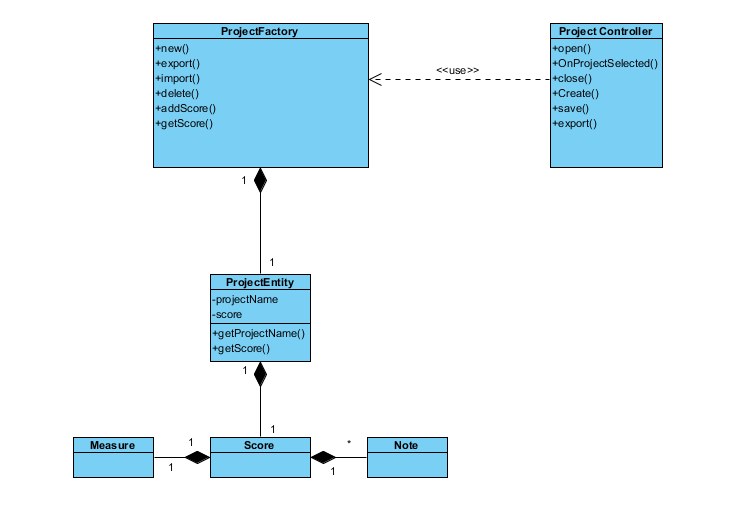 ProjectFactory
+new()
+export()
+import()
+delete()
+addScore()
+getScore()
<<use>>
Project Controller
+open()
+OnProjectSelected()
+close()
+Create()
+save()
+export()
1
1
ProjectEntity
-projectName
-score
+getProjectName()
+getScore()
1
1
Measure
1
1
Score
*
1
Note